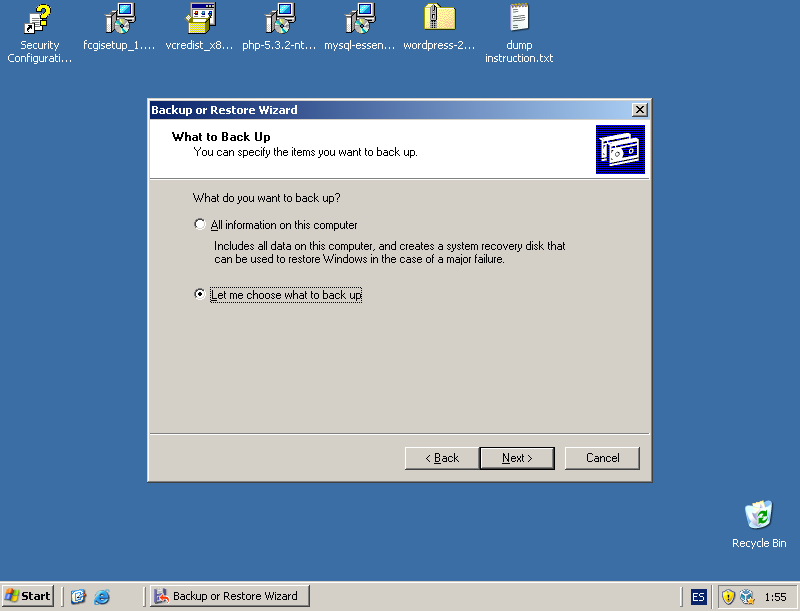 Security
Configurati...
fcgisetup_1....
vcredist_x8...
php-5.3.2-nt...
mysql-essen...
wordpress-2...
dump
instruction.txt
Backup or Restore Wizard
What to Back Up
You can specify the items you want to back up.
What do you want to back up?
All information on this computer
Includes all data on this computer, and creates a system recovery disk that
can be used to restore Windows in the case of a major failure.
Let me choose what to back up
< Back
Next >
Cancel
Recycle Bin
Start
Backup or Restore Wizard
ES
1:55